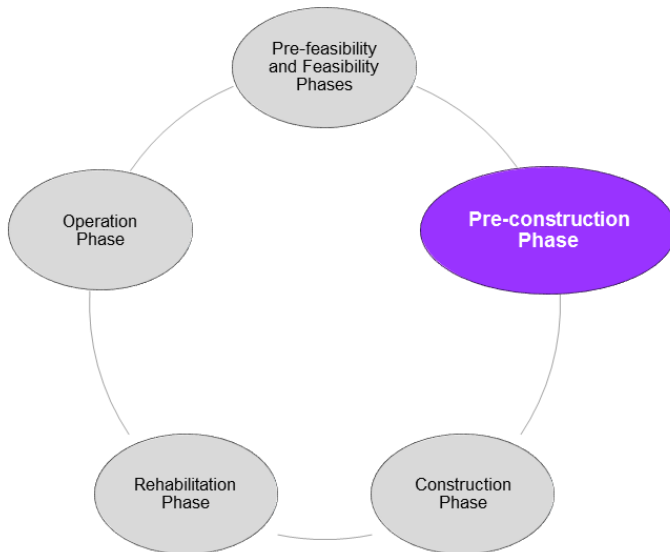 Pre-feasibility
and Feasibility
Phases
Pre-construction
Phase
Operation
Phase
Rehabilitation
Phase
Construction
Phase